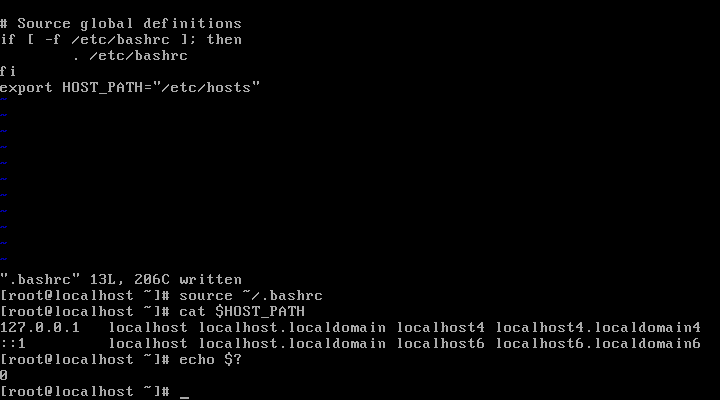 # Source global definitions
if [ -f /etc/bashrc ]; then
        . /etc/bashrc
fi
export HOST_PATH="/etc/hosts"
~
~
~
~
~
~
~
~
~
~
~
".bashrc" 13L, 206C written
[root@localhost ~]# source ~/.bashrc
[root@localhost ~]# cat $HOST_PATH
127.0.0.1   localhost localhost.localdomain localhost4 localhost4.localdomain4
::1         localhost localhost.localdomain localhost6 localhost6.localdomain6
[root@localhost ~]# echo $?
0
[root@localhost ~]# _